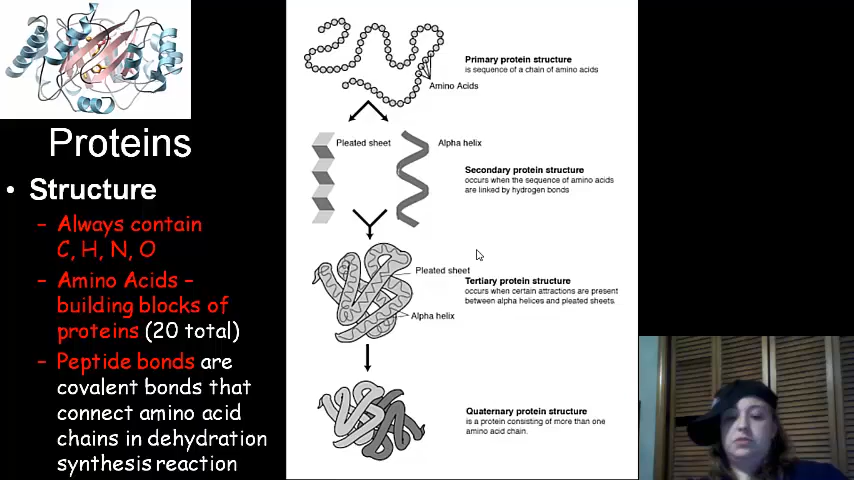 Proteins
• Structure
– Always contain
C, H, N, O
– Amino Acids –
building blocks of
proteins (20 total)
– Peptide bonds are
covalent bonds that
connect amino acid
chains in dehydration
synthesis reaction
Primary protein structure
is sequence of a chain of amino acids
Amino Acids
Pleated sheet
Alpha helix
Secondary protein structure
occurs when the sequence of amino acids
are linked by hydrogen bonds
Pleated sheet
Tertiary protein structure
occurs when certain attractions are present
between alpha helices and pleated sheets.
Alpha helix
Quaternary protein structure
is a protein consisting of more than one
amino acid chain.